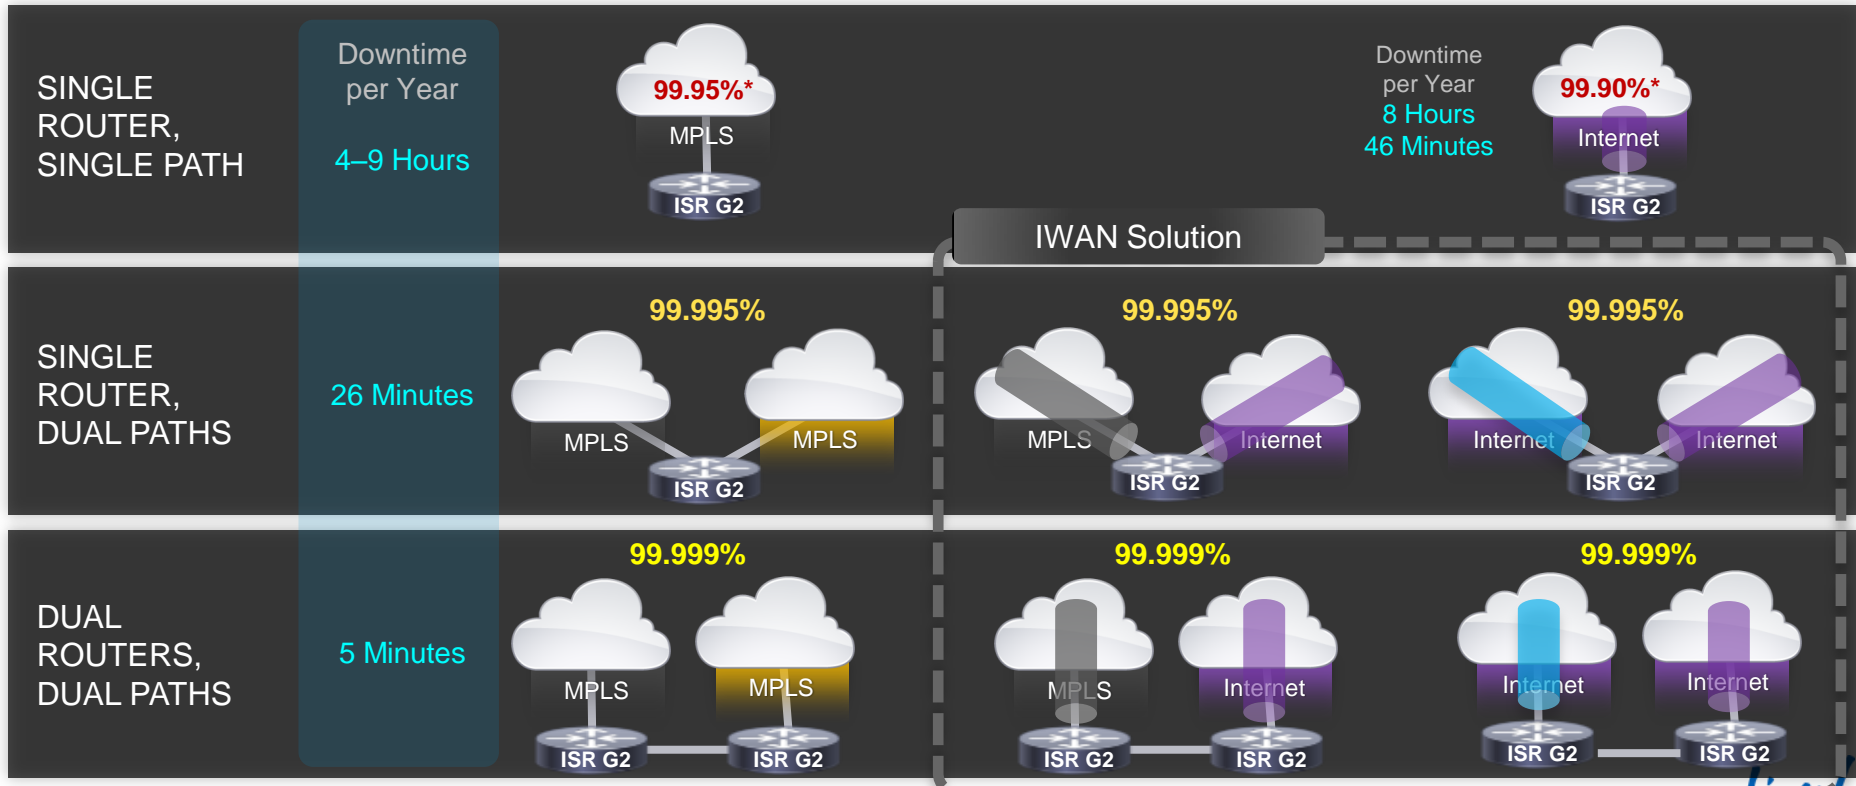 SINGLE
ROUTER,
SINGLE PATH
Downtime
per Year
4–9 Hours
99.95%*
MPLS
ISR G2
Downtime
per Year
8 Hours
46 Minutes
99.90%*
Internet
ISR G2
IWAN Solution
SINGLE
ROUTER,
DUAL PATHS
26 Minutes
99.995%
MPLS
MPLS
ISR G2
99.995%
MPLS
Internet
ISR G2
99.995%
Internet
Internet
ISR G2
DUAL
ROUTERS,
DUAL PATHS
5 Minutes
99.999%
MPLS
MPLS
ISR G2
ISR G2
99.999%
MPLS
Internet
ISR G2
ISR G2
99.999%
Internet
Internet
ISR G2
ISR G2